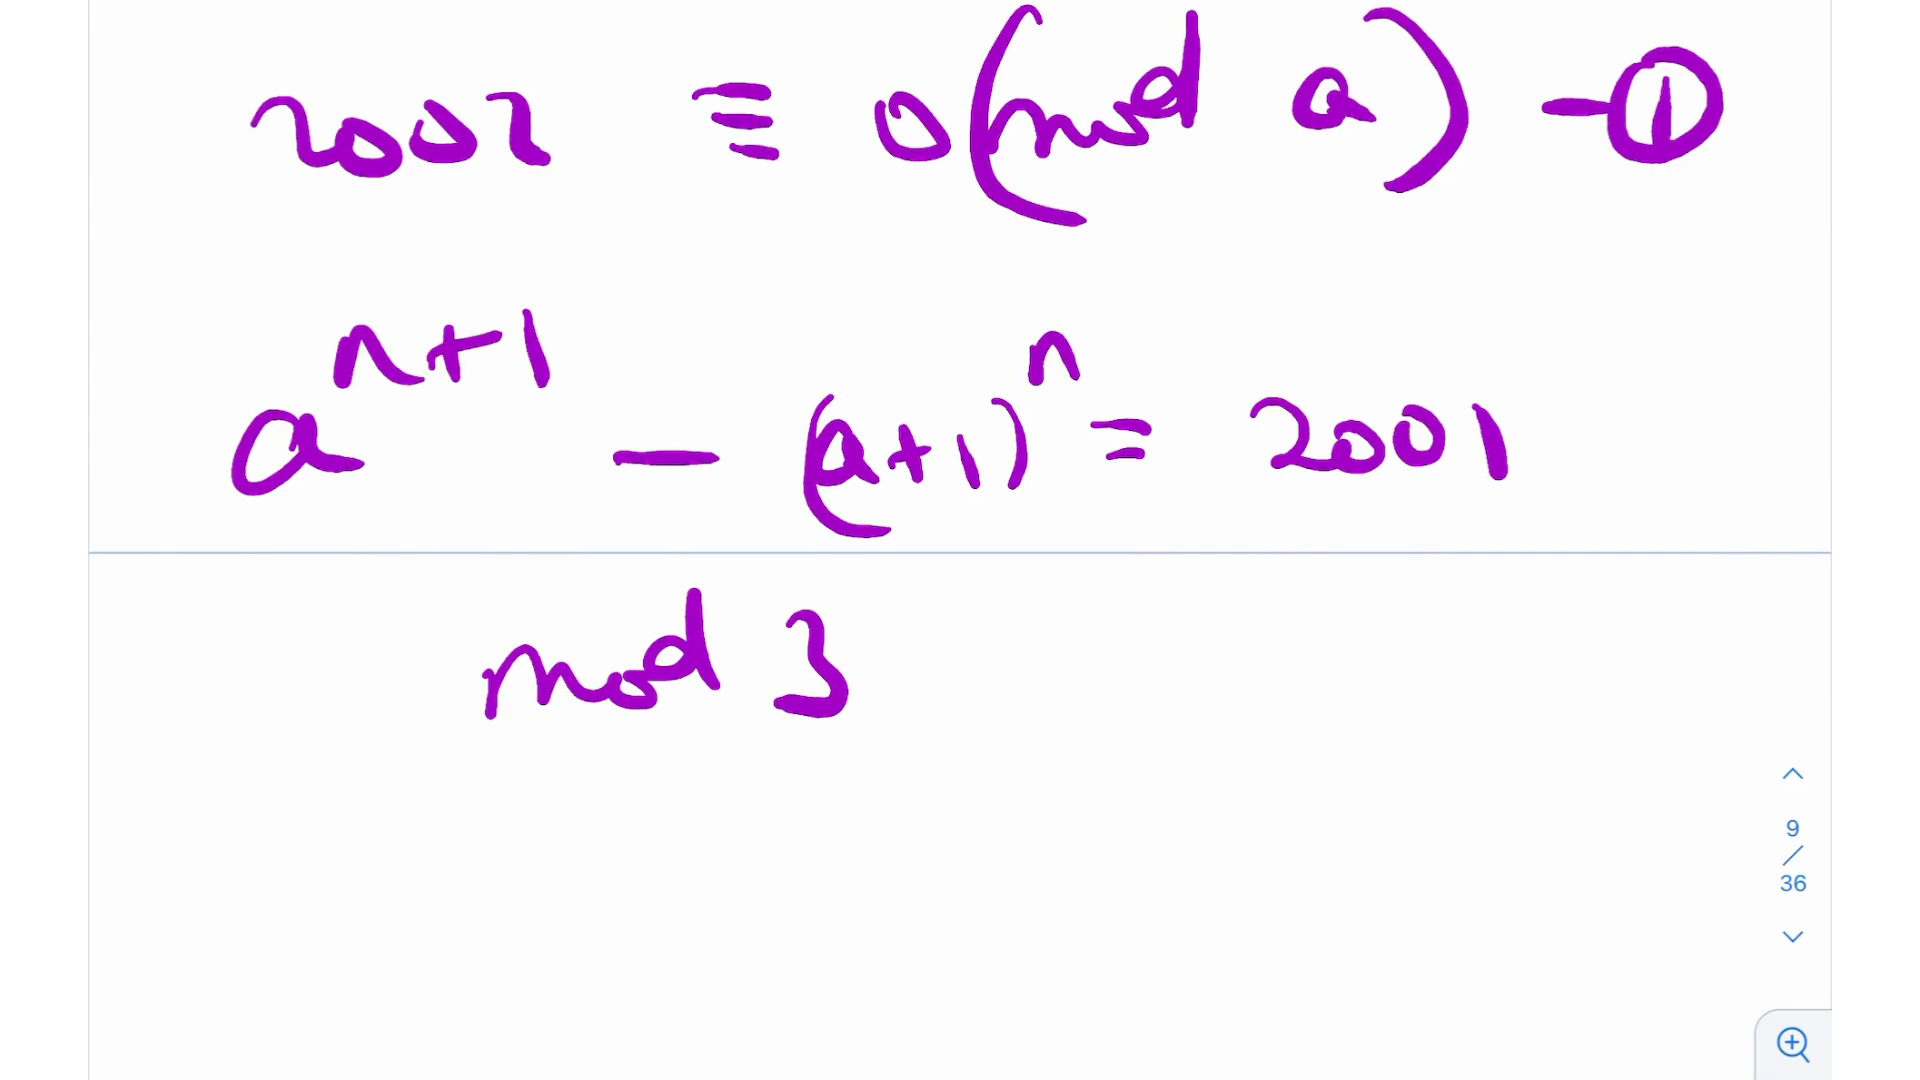 2002 ≡ 0 (mod a) — ①
a^{n+1} — (a+1)^n = 2001
mod 3
9
/
36